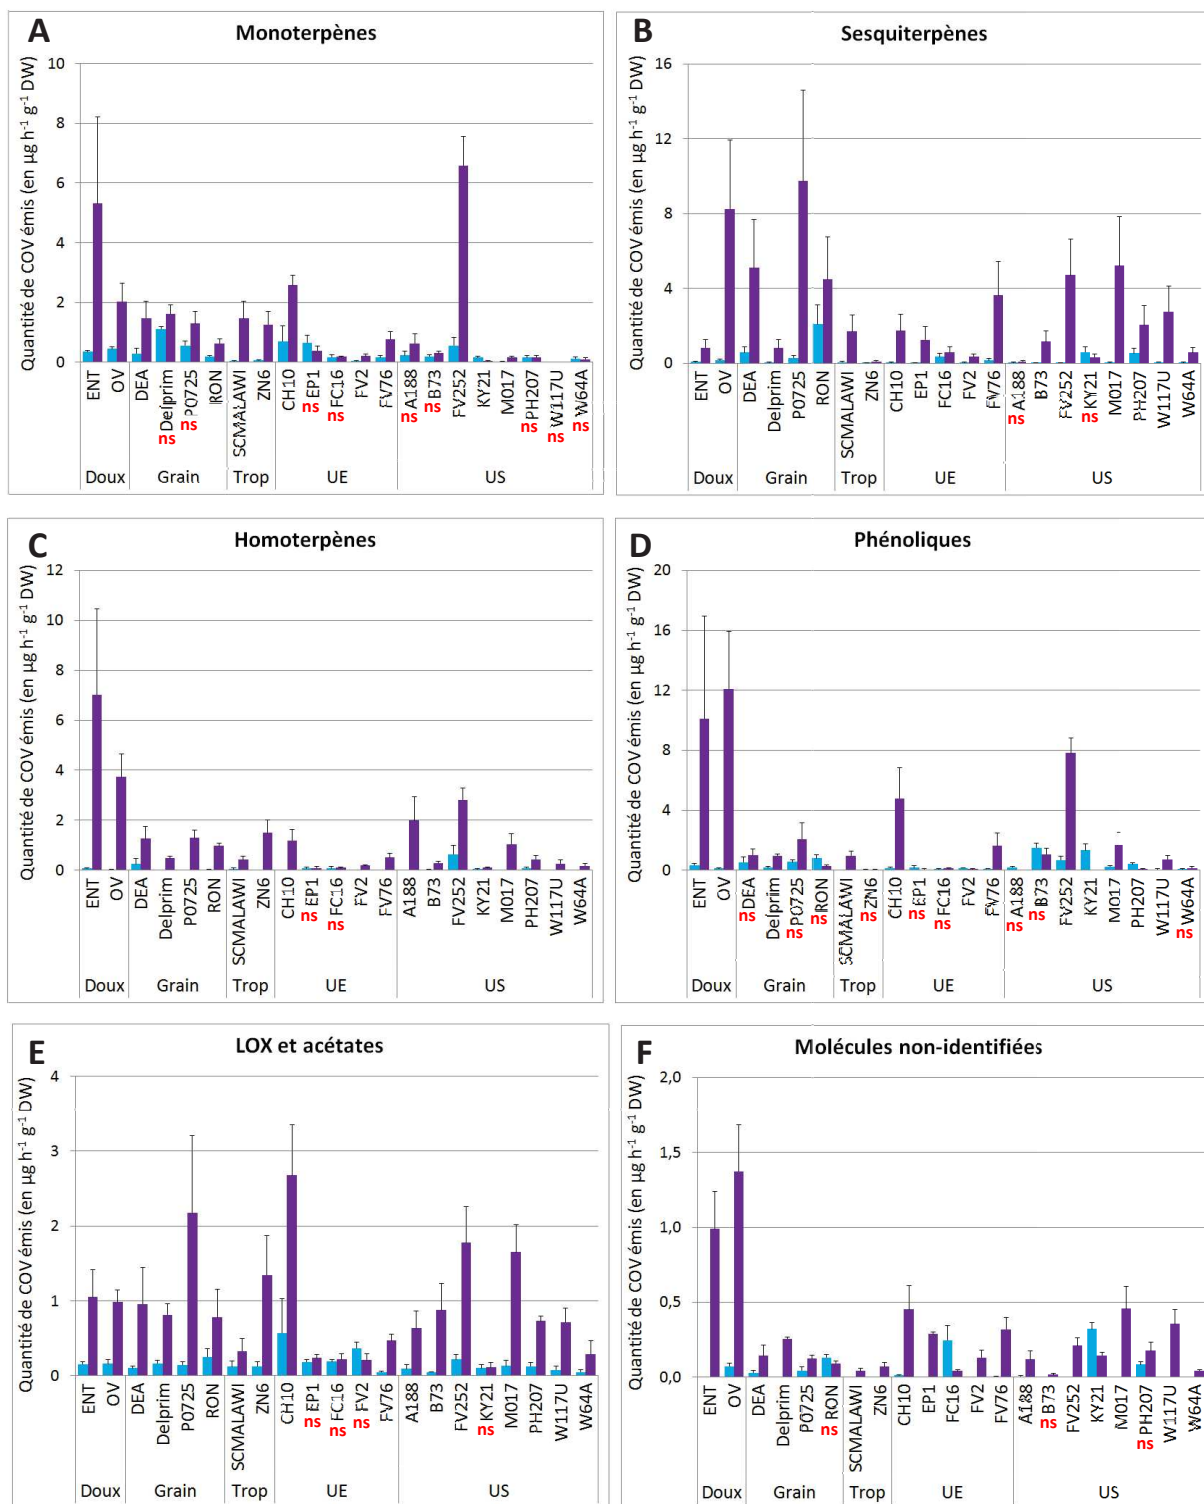 A
Monoterpènes
Quantité de COV émis (en µg h⁻¹ g⁻¹ DW)
10
8
6
4
2
0
ENT OV DEA Delprim P0725 RON SCMALAWI ZN6 CH10 EP1 FC16 FV2 FV76 A188 B73 FV252 KY21 M017 PH207 W117U W64A
ns ns ns ns ns ns ns ns ns
Doux Grain Trop UE US
B
Sesquiterpènes
Quantité de COV émis (en µg h⁻¹ g⁻¹ DW)
16
12
8
4
0
ENT OV DEA Delprim P0725 RON SCMALAWI ZN6 CH10 EP1 FC16 FV2 FV76 A188 B73 FV252 KY21 M017 PH207 W117U W64A
ns ns
Doux Grain Trop UE US
C
Homoterpènes
Quantité de COV émis (en µg h⁻¹ g⁻¹ DW)
12
10
8
6
4
2
0
ENT OV DEA Delprim P0725 RON SCMALAWI ZN6 CH10 EP1 FC16 FV2 FV76 A188 B73 FV252 KY21 M017 PH207 W117U W64A
ns ns
Doux Grain Trop UE US
D
Phénoliques
Quantité de COV émis (en µg h⁻¹ g⁻¹ DW)
20
16
12
8
4
0
ENT OV DEA Delprim P0725 RON SCMALAWI ZN6 CH10 EP1 FC16 FV2 FV76 A188 B73 FV252 KY21 M017 PH207 W117U W64A
ns ns ns ns ns ns ns ns ns
Doux Grain Trop UE US
E
LOX et acétates
Quantité de COV émis (en µg h⁻¹ g⁻¹ DW)
4
3
2
1
0
ENT OV DEA Delprim P0725 RON SCMALAWI ZN6 CH10 EP1 FC16 FV2 FV76 A188 B73 FV252 KY21 M017 PH207 W117U W64A
ns ns ns ns
Doux Grain Trop UE US
F
Molécules non-identifiées
Quantité de COV émis (en µg h⁻¹ g⁻¹ DW)
2,0
1,5
1,0
0,5
0,0
ENT OV DEA Delprim P0725 RON SCMALAWI ZN6 CH10 EP1 FC16 FV2 FV76 A188 B73 FV252 KY21 M017 PH207 W117U W64A
ns ns ns
Doux Grain Trop UE US